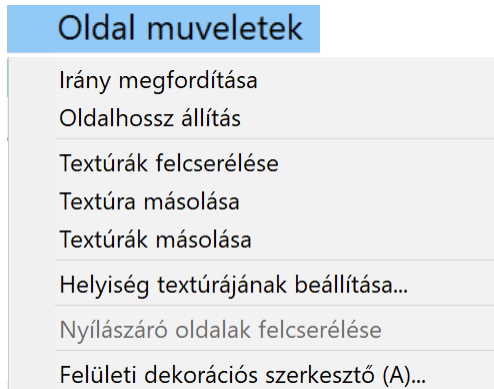 Oldal muveletek
Irány megfordítása
Oldalhossz állítás
Textúrák felcserélése
Textúra másolása
Textúrák másolása
Helyiség textúrájának beállítása...
Nyílászáró oldalak felcserélése
Felületi dekorációs szerkesztő (A)...